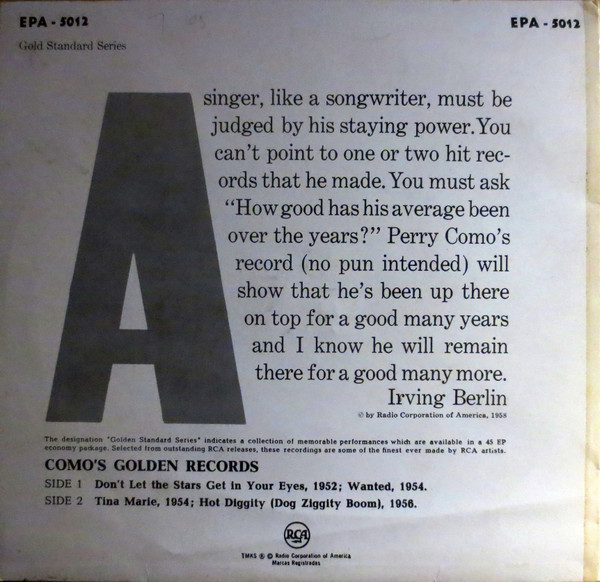 EPA - 5012
EPA - 5012
Gold Standard Series
A singer, like a songwriter, must be
judged by his staying power. You
can't point to one or two hit rec-
ords that he made. You must ask
"How good has his average been
over the years?" Perry Como's
record (no pun intended) will
show that he's been up there
on top for a good many years
and I know he will remain
there for a good many more.
Irving Berlin
© by Radio Corporation of America, 1958
The designation "Golden Standard Series" indicates a collection of memorable performances which are available in a 45 EP
economy package. Selected from outstanding RCA releases, these recordings are some of the finest ever made by RCA artists.
COMO'S GOLDEN RECORDS
SIDE 1 Don't Let the Stars Get in Your Eyes, 1952; Wanted, 1954.
SIDE 2 Tina Marie, 1954; Hot Diggity (Dog Ziggity Boom), 1956.
RCA
TMKS ® © Radio Corporation of America
Marcas Registradas